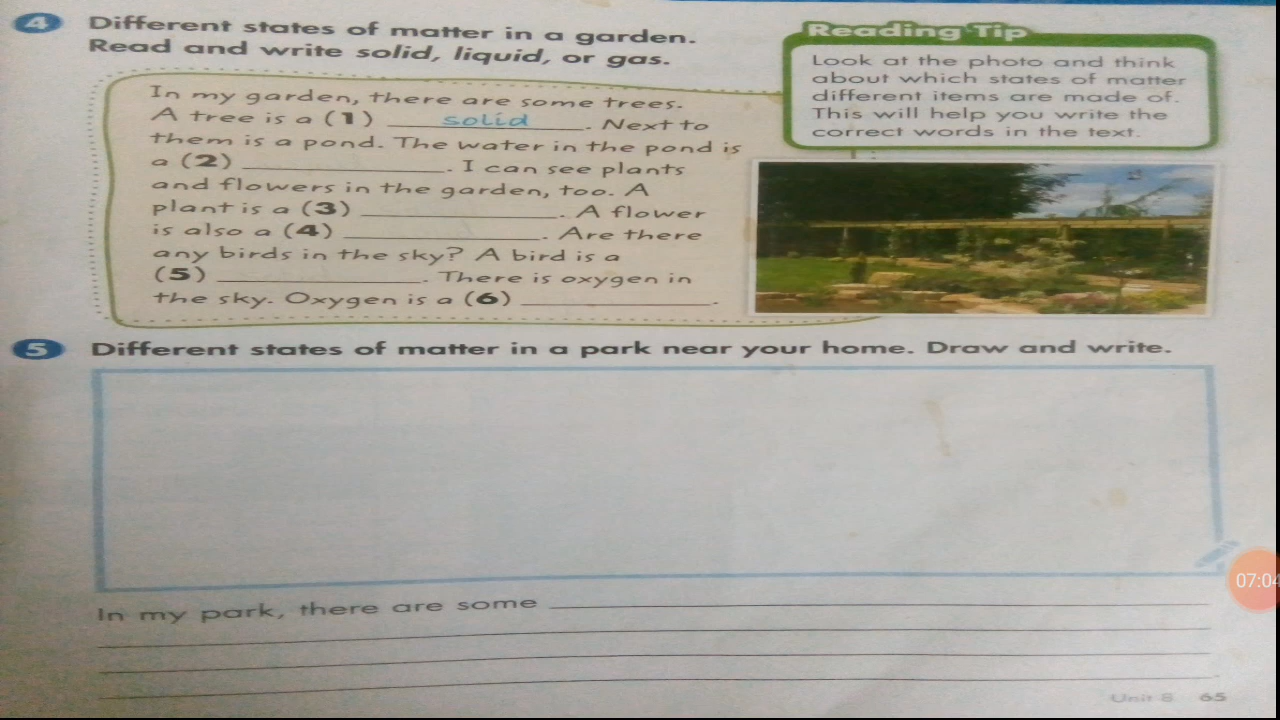 4 Different states of matter in a garden.
Read and write solid, liquid, or gas.
Reading Tip
Look at the photo and think
about which states of matter
different items are made of.
This will help you write the
correct words in the text.
In my garden, there are some trees.
A tree is a (1) solid. Next to
them is a pond. The water in the pond is
a (2) ____________. I can see plants
and flowers in the garden, too. A
plant is a (3) ____________. A flower
is also a (4) ____________. Are there
any birds in the sky? A bird is a
(5) ____________. There is oxygen in
the sky. Oxygen is a (6) ____________.
5 Different states of matter in a park near your home. Draw and write.
07:04
In my park, there are some ____________
Unit 8 65